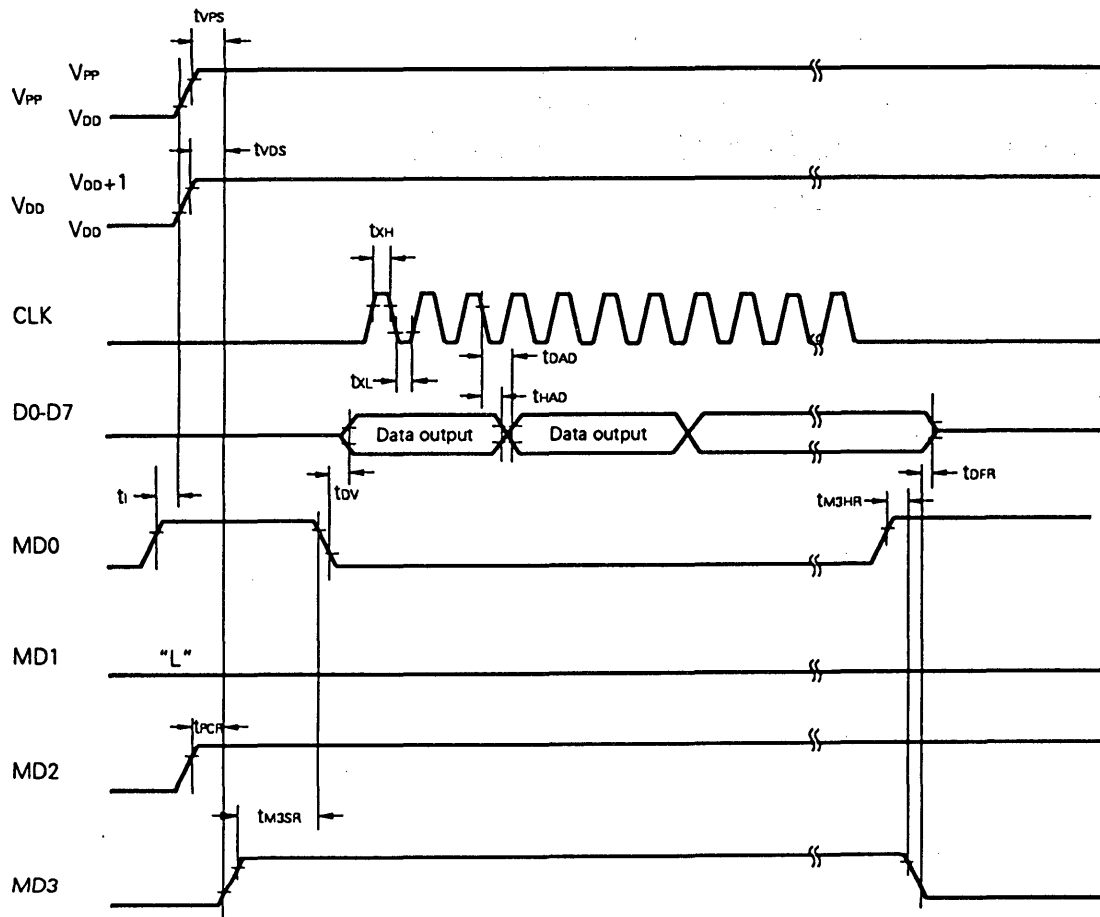 tVPS
VPP
VPP
VDD
tVDS
VDD+1
VDD
VDD
tXH
CLK
tDAD
tXL
tHAD
D0-D7
Data output
Data output
tI
tDV
tDFR
tM3HR
MD0
MD1
"L"
tPCR
MD2
tM3SR
MD3